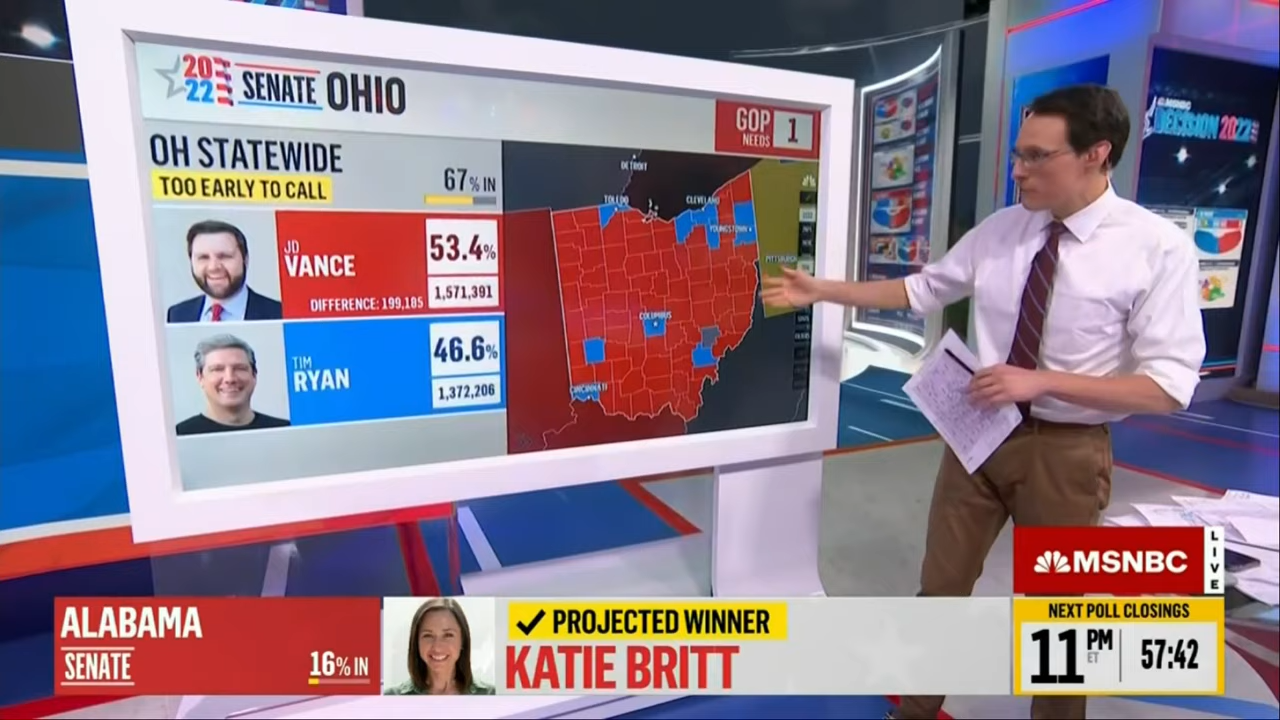 2022 SENATE OHIO
GOP NEEDS 1
OH STATEWIDE
TOO EARLY TO CALL
67% IN
JD VANCE
53.4%
DIFFERENCE: 199,185
1,571,391
TIM RYAN
46.6%
1,372,206
DETROIT
TOLEDO
CLEVELAND
YOUNGSTOWN
PITTSBURGH
COLUMBUS
CINCINNATI
MSNBC
DECISION 2022
MSNBC
LIVE
ALABAMA
SENATE
16% IN
PROJECTED WINNER
KATIE BRITT
NEXT POLL CLOSINGS
11 PM ET
57:42